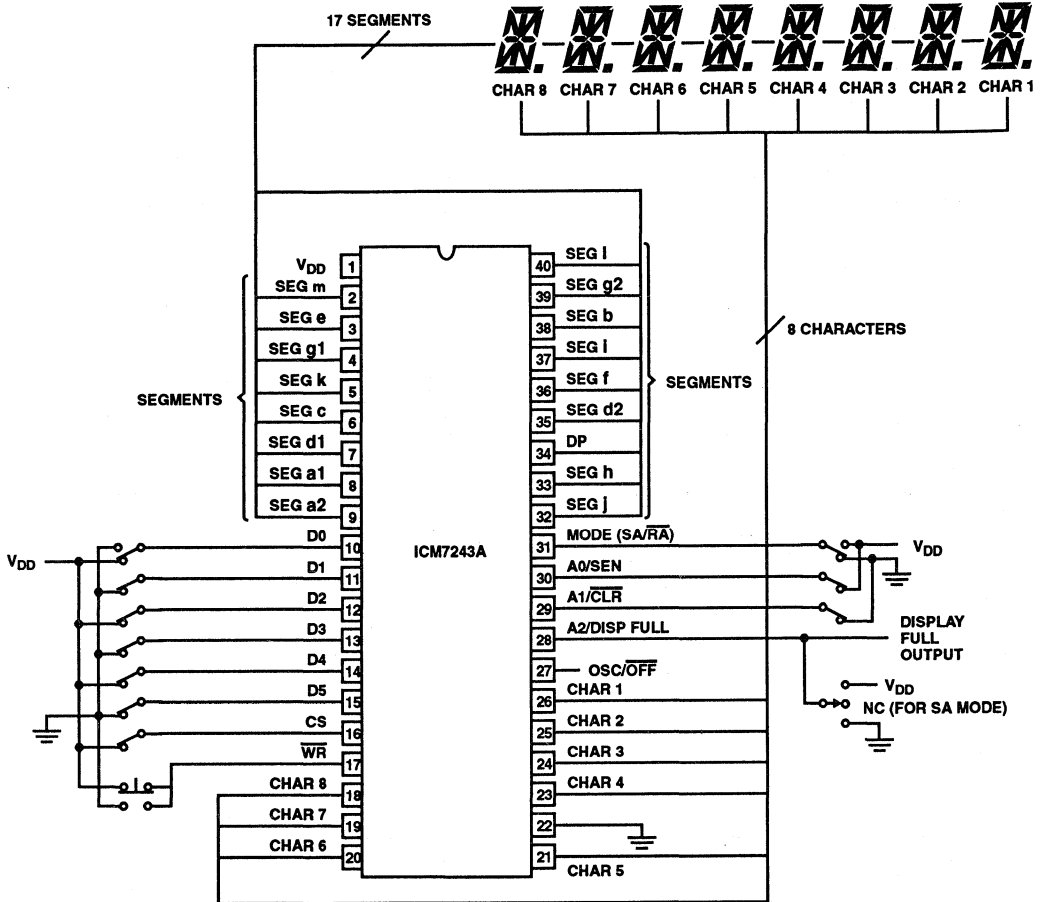 17 SEGMENTS
CHAR 8 CHAR 7 CHAR 6 CHAR 5 CHAR 4 CHAR 3 CHAR 2 CHAR 1
8 CHARACTERS
VDD 1
SEG m 2
SEG e 3
SEG g1 4
SEG k 5
SEG c 6
SEG d1 7
SEG a1 8
SEG a2 9
SEGMENTS
VDD
D0 10
D1 11
D2 12
D3 13
D4 14
D5 15
CS 16
WR 17
CHAR 8 18
CHAR 7 19
CHAR 6 20
ICM7243A
40 SEG l
39 SEG g2
38 SEG b
37 SEG i
36 SEG f
35 SEG d2
34 DP
33 SEG h
32 SEG j
SEGMENTS
31 MODE (SA/RA)
30 A0/SEN
29 A1/CLR
28 A2/DISP FULL
27 OSC/OFF
26 CHAR 1
25 CHAR 2
24 CHAR 3
23 CHAR 4
22
21 CHAR 5
VDD
DISPLAY
FULL
OUTPUT
VDD
NC (FOR SA MODE)